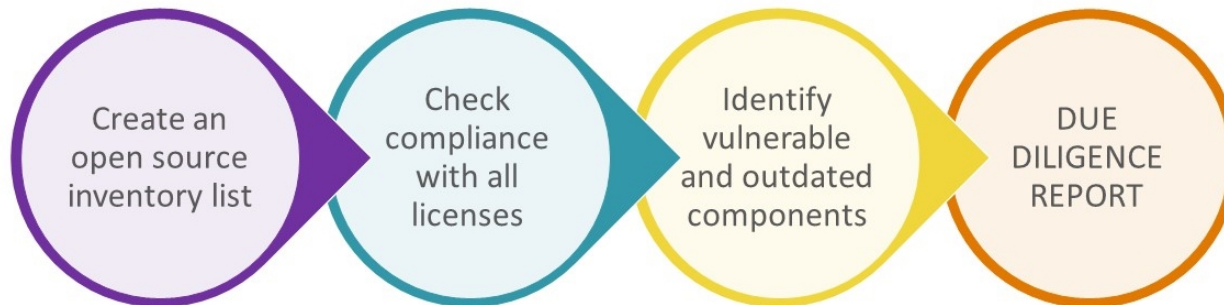 Create an
open source
inventory list
Check
compliance
with all
licenses
Identify
vulnerable
and outdated
components
DUE
DILIGENCE
REPORT